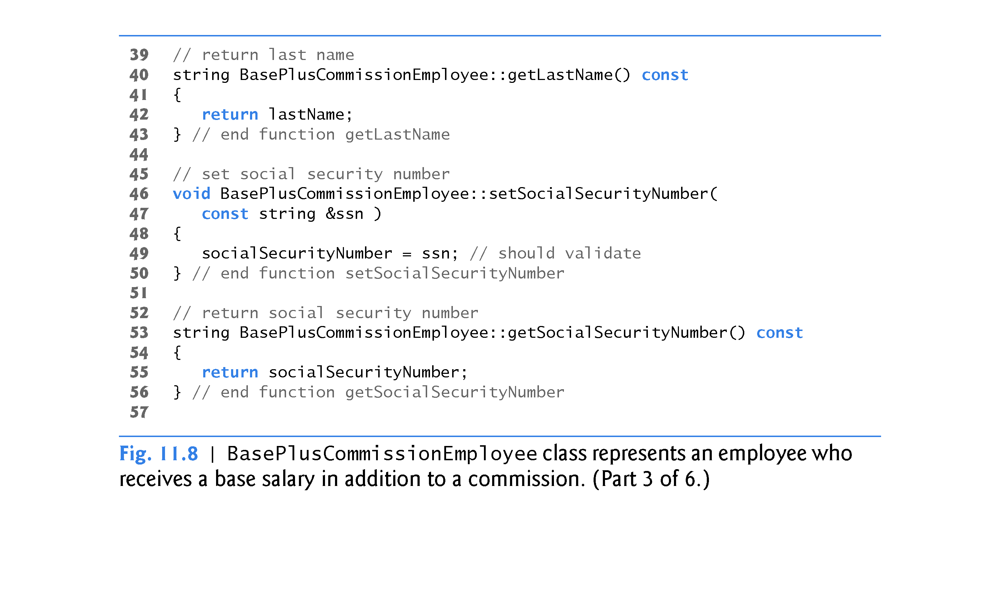 39 // return last name
40 string BasePlusCommissionEmployee::getLastName() const
41 {
42    return lastName;
43 } // end function getLastName
44
45 // set social security number
46 void BasePlusCommissionEmployee::setSocialSecurityNumber(
47    const string &ssn )
48 {
49    socialSecurityNumber = ssn; // should validate
50 } // end function setSocialSecurityNumber
51
52 // return social security number
53 string BasePlusCommissionEmployee::getSocialSecurityNumber() const
54 {
55    return socialSecurityNumber;
56 } // end function getSocialSecurityNumber
57
Fig. 11.8 | BasePlusCommissionEmployee class represents an employee who
receives a base salary in addition to a commission. (Part 3 of 6.)